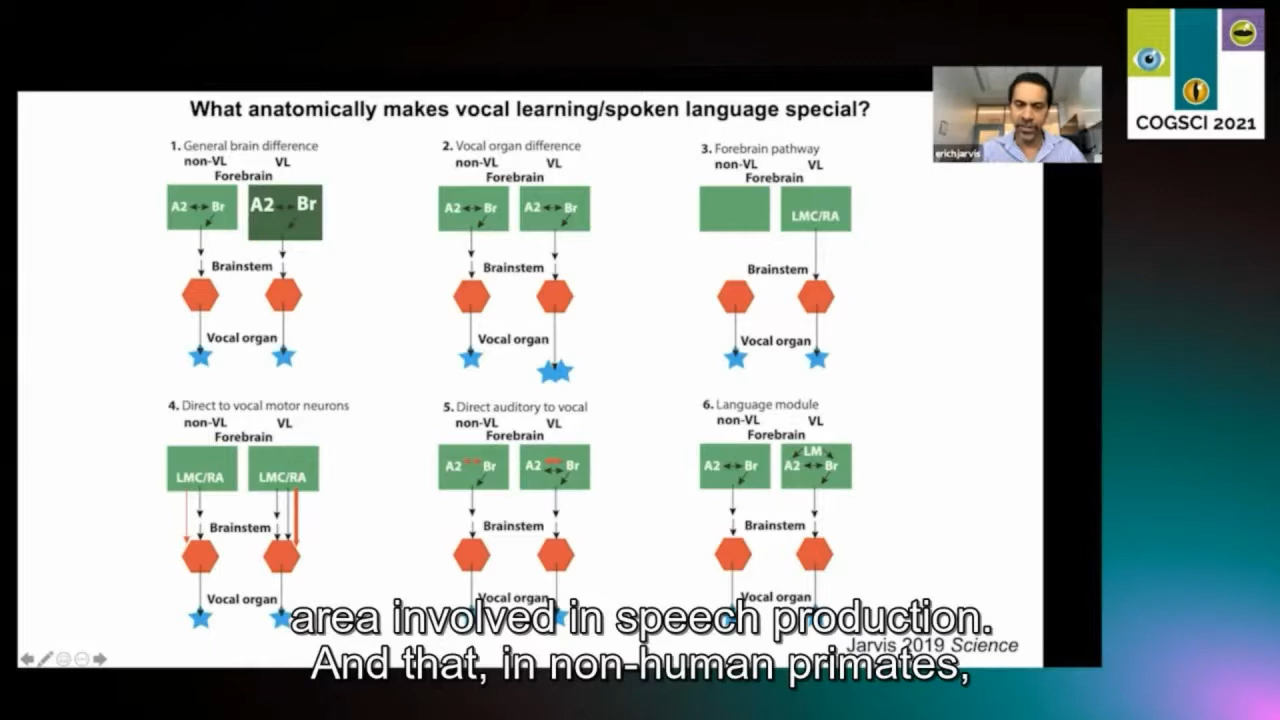 What anatomically makes vocal learning/spoken language special?
erichjarvis
COGSCI 2021
1. General brain difference
non-VL VL
Forebrain
A2 Br A2 Br
Brainstem
Vocal organ
2. Vocal organ difference
non-VL VL
Forebrain
A2 Br A2 Br
Brainstem
Vocal organ
3. Forebrain pathway
non-VL VL
Forebrain
LMC/RA
Brainstem
Vocal organ
4. Direct to vocal motor neurons
non-VL VL
Forebrain
LMC/RA LMC/RA
Brainstem
Vocal organ
5. Direct auditory to vocal
non-VL VL
Forebrain
A2 Br A2 Br
Brainstem
Vocal organ
6. Language module
non-VL VL
Forebrain
LM
A2 Br A2 Br
Brainstem
Vocal organ
Jarvis 2019 Science
area involved in speech production.
And that, in non-human primates,